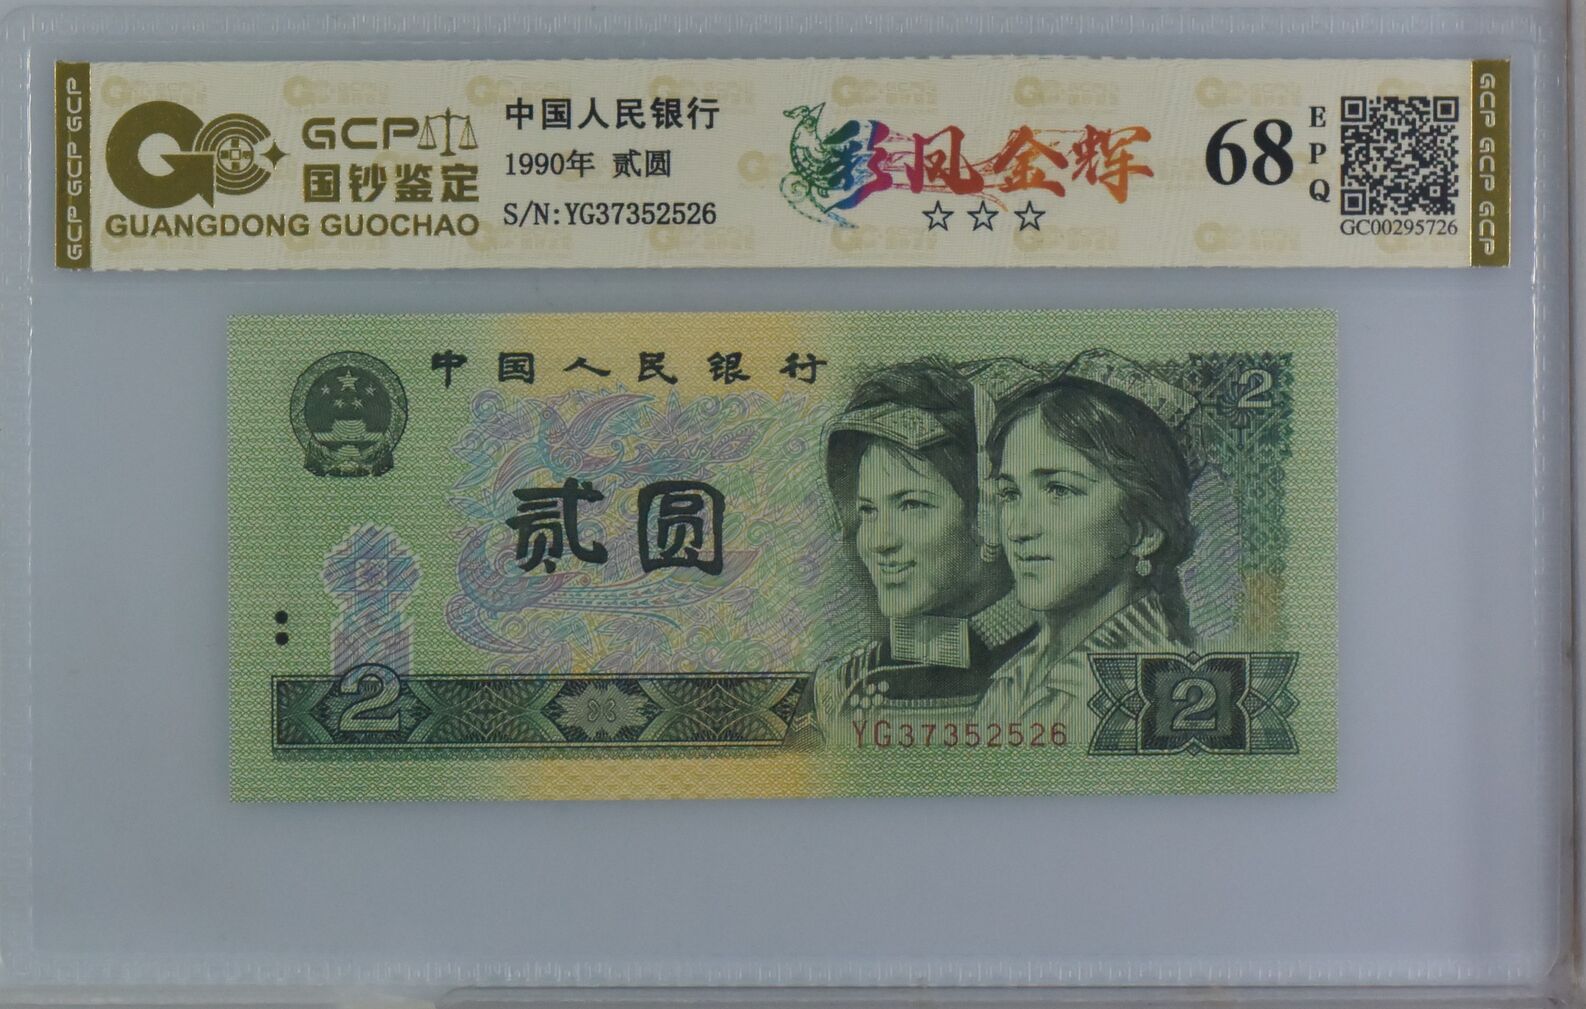 GCP GCP GCP
GCP
国钞鉴定
GUANGDONG GUOCHAO
中国人民银行
1990年 贰圆
S/N:YG37352526
彩凤金辉
☆☆☆
68
EPQ
GC00295726
GCP GCP GCP
中国人民银行
2
贰圆
2
YG37352526
2